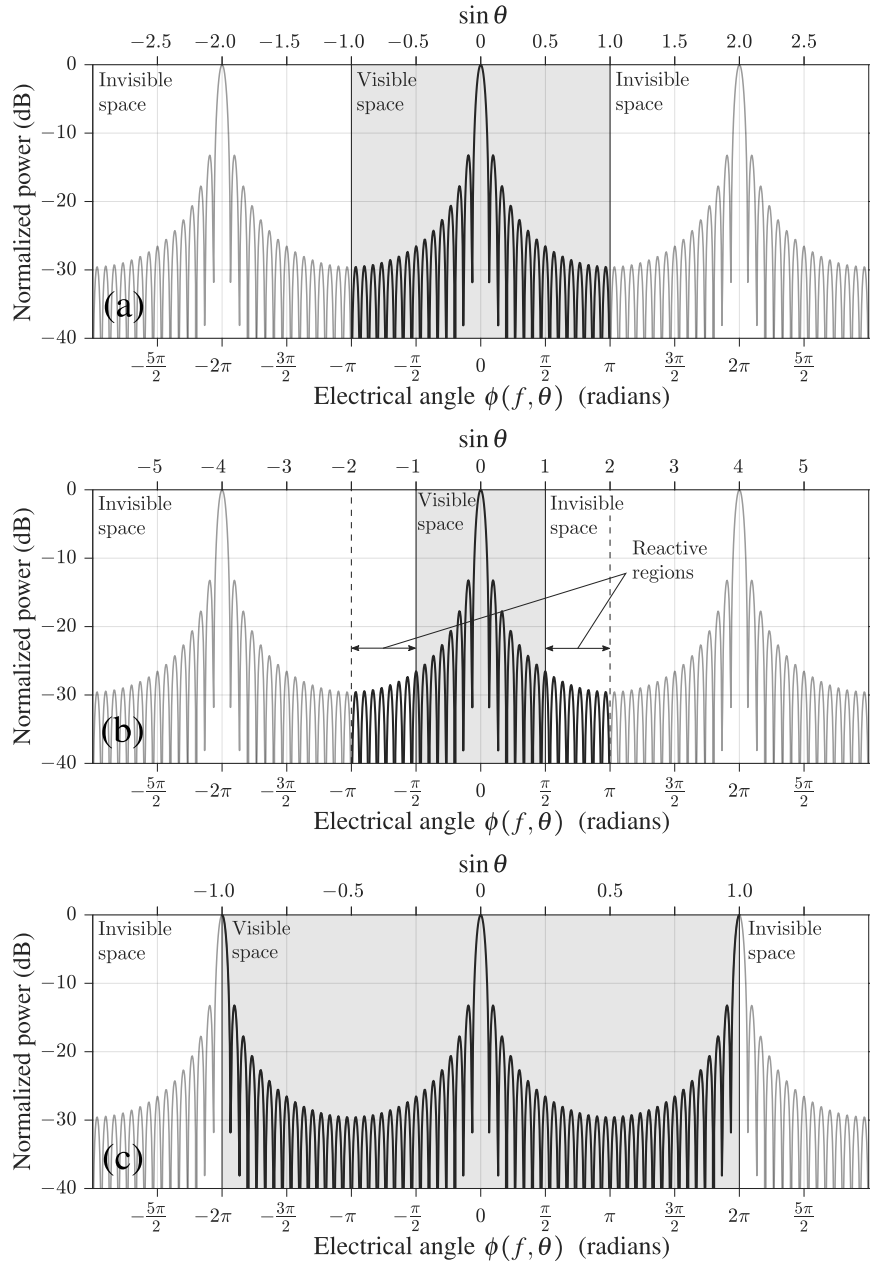 sin θ
−2.5 −2.0 −1.5 −1.0 −0.5 0 0.5 1.0 1.5 2.0 2.5
0
Invisible Visible Invisible
space space space
−10
−20
−30
−40
Normalized power (dB)
(a)
−5π/2 −2π −3π/2 −π −π/2 0 π/2 π 3π/2 2π 5π/2
Electrical angle ϕ(f, θ) (radians)
sin θ
−5 −4 −3 −2 −1 0 1 2 3 4 5
0
Invisible Visible Invisible
space space space
Reactive
regions
−10
−20
−30
−40
Normalized power (dB)
(b)
−5π/2 −2π −3π/2 −π −π/2 0 π/2 π 3π/2 2π 5π/2
Electrical angle ϕ(f, θ) (radians)
sin θ
−1.0 −0.5 0 0.5 1.0
0
Invisible Visible Invisible
space space space
−10
−20
−30
−40
Normalized power (dB)
(c)
−5π/2 −2π −3π/2 −π −π/2 0 π/2 π 3π/2 2π 5π/2
Electrical angle ϕ(f, θ) (radians)